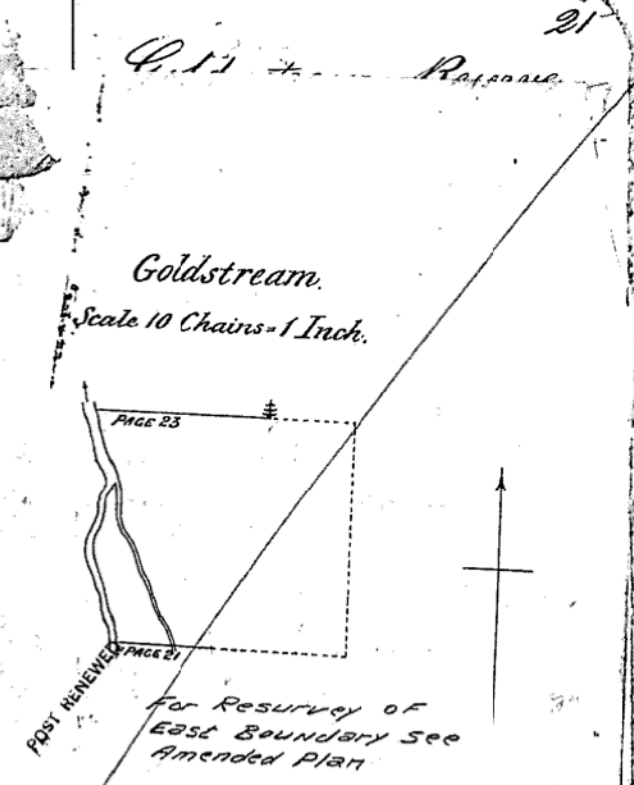 21
Goldstream.
Scale 10 Chains = 1 Inch.
PAGE 23
PAGE 21
POST RENEWED
For Resurvey of
East Boundary see
Amended Plan